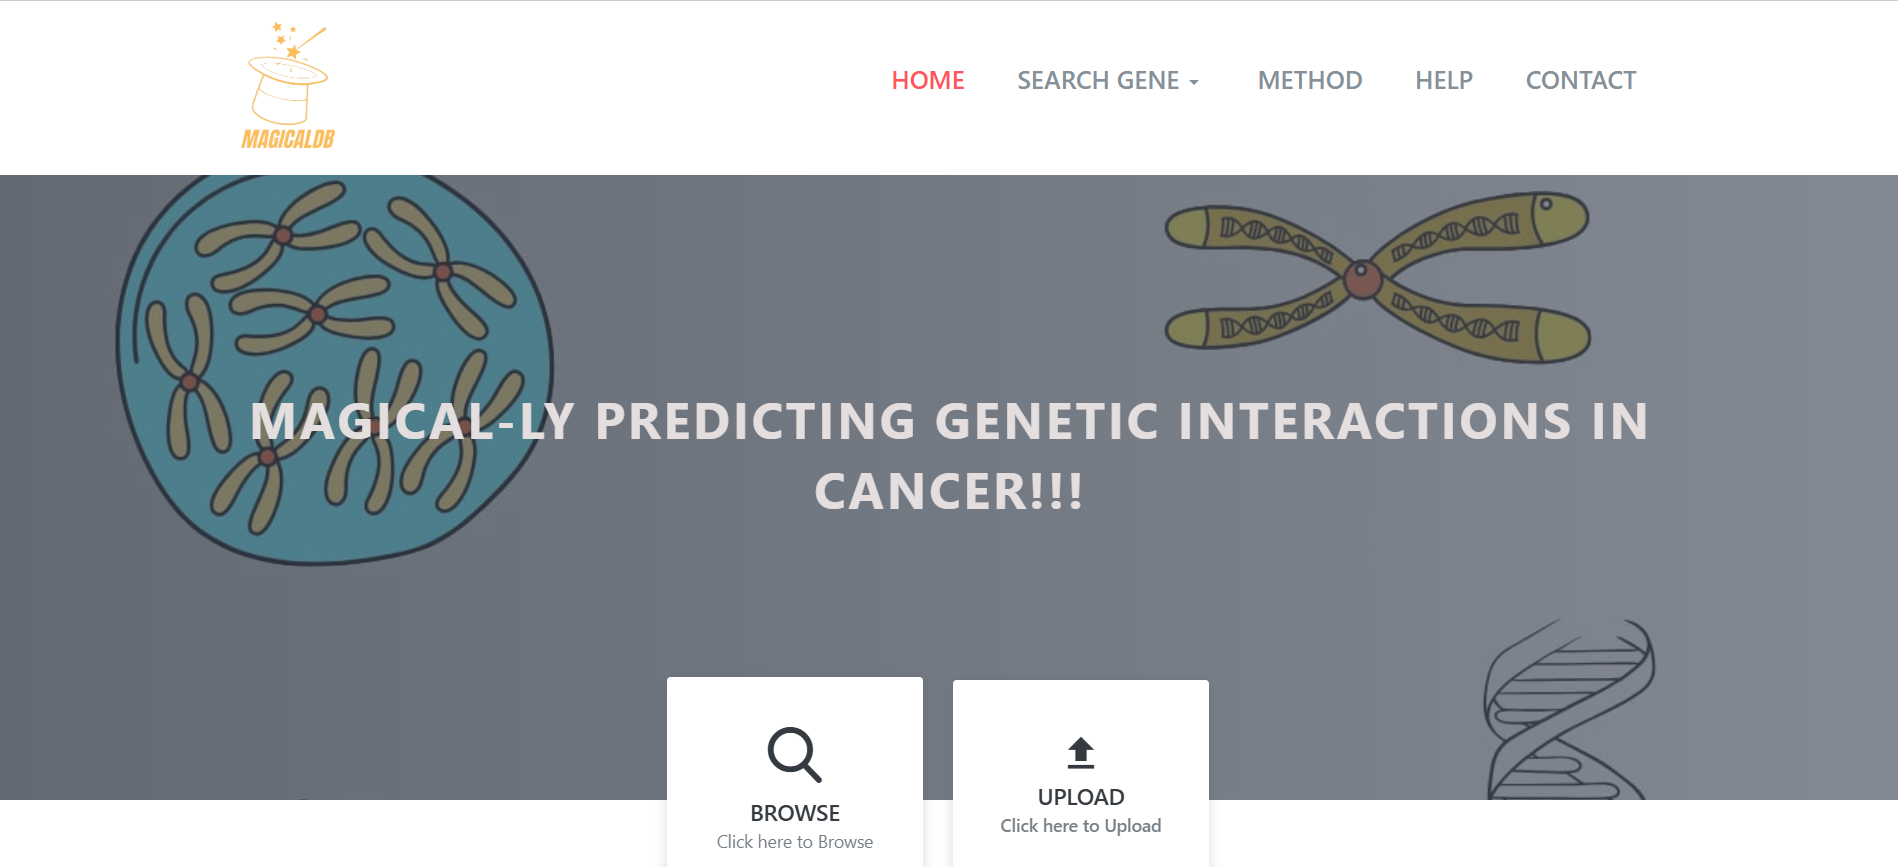 MAGICALDB
HOME
SEARCH GENE
METHOD
HELP
CONTACT
MAGICAL-LY PREDICTING GENETIC INTERACTIONS IN
CANCER!!!
BROWSE
Click here to Browse
UPLOAD
Click here to Upload